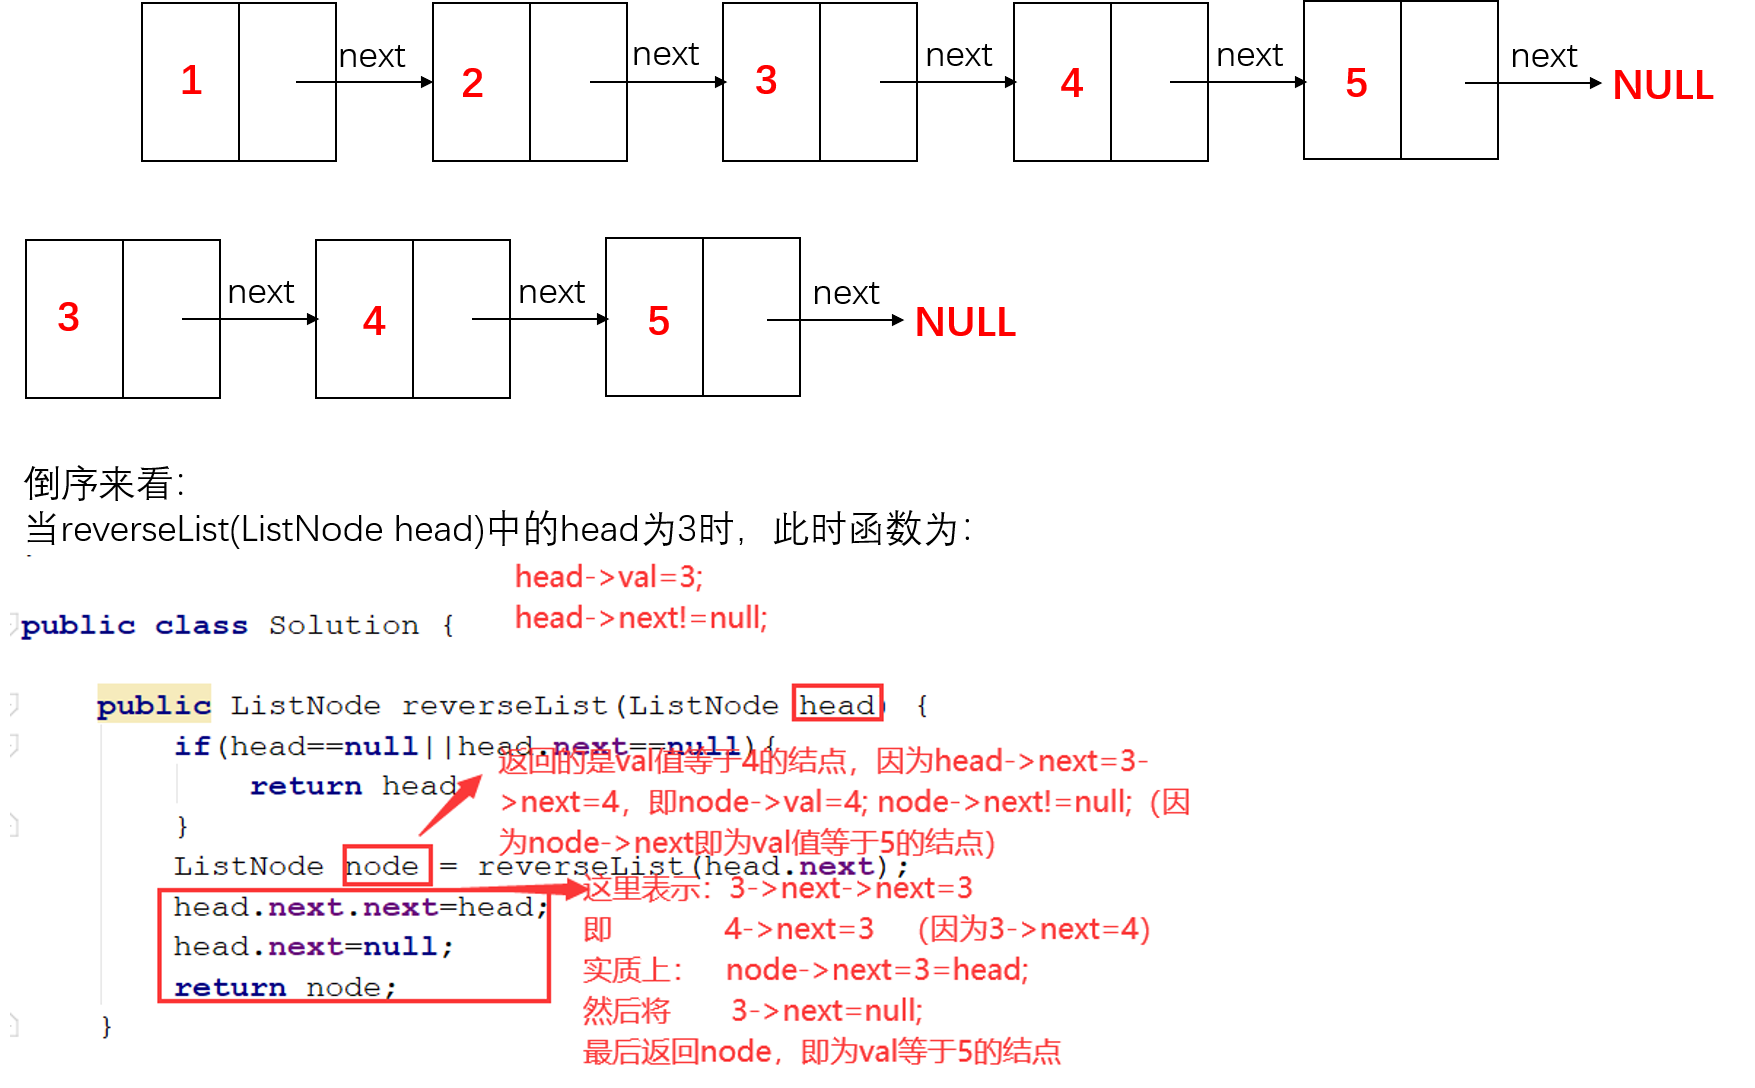 next next next next next
1 2 3 4 5 NULL
next next next
3 4 5 NULL
倒序来看：
当reverseList(ListNode head)中的head为3时，此时函数为：
head->val=3;
head->next!=null;
public class Solution {
public ListNode reverseList(ListNode head) {
if(head==null||head.next==null){
返回的是val值等于4的结点，因为head->next=3-
return head
>next=4，即node->val=4; node->next!=null;（因
}
为node->next即为val值等于5的结点）
ListNode node = reverseList(head.next);
这里表示：3->next->next=3
head.next.next=head;
即 4->next=3 （因为3->next=4）
head.next=null;
实质上： node->next=3=head;
return node;
然后将 3->next=null;
}
最后返回node，即为val等于5的结点